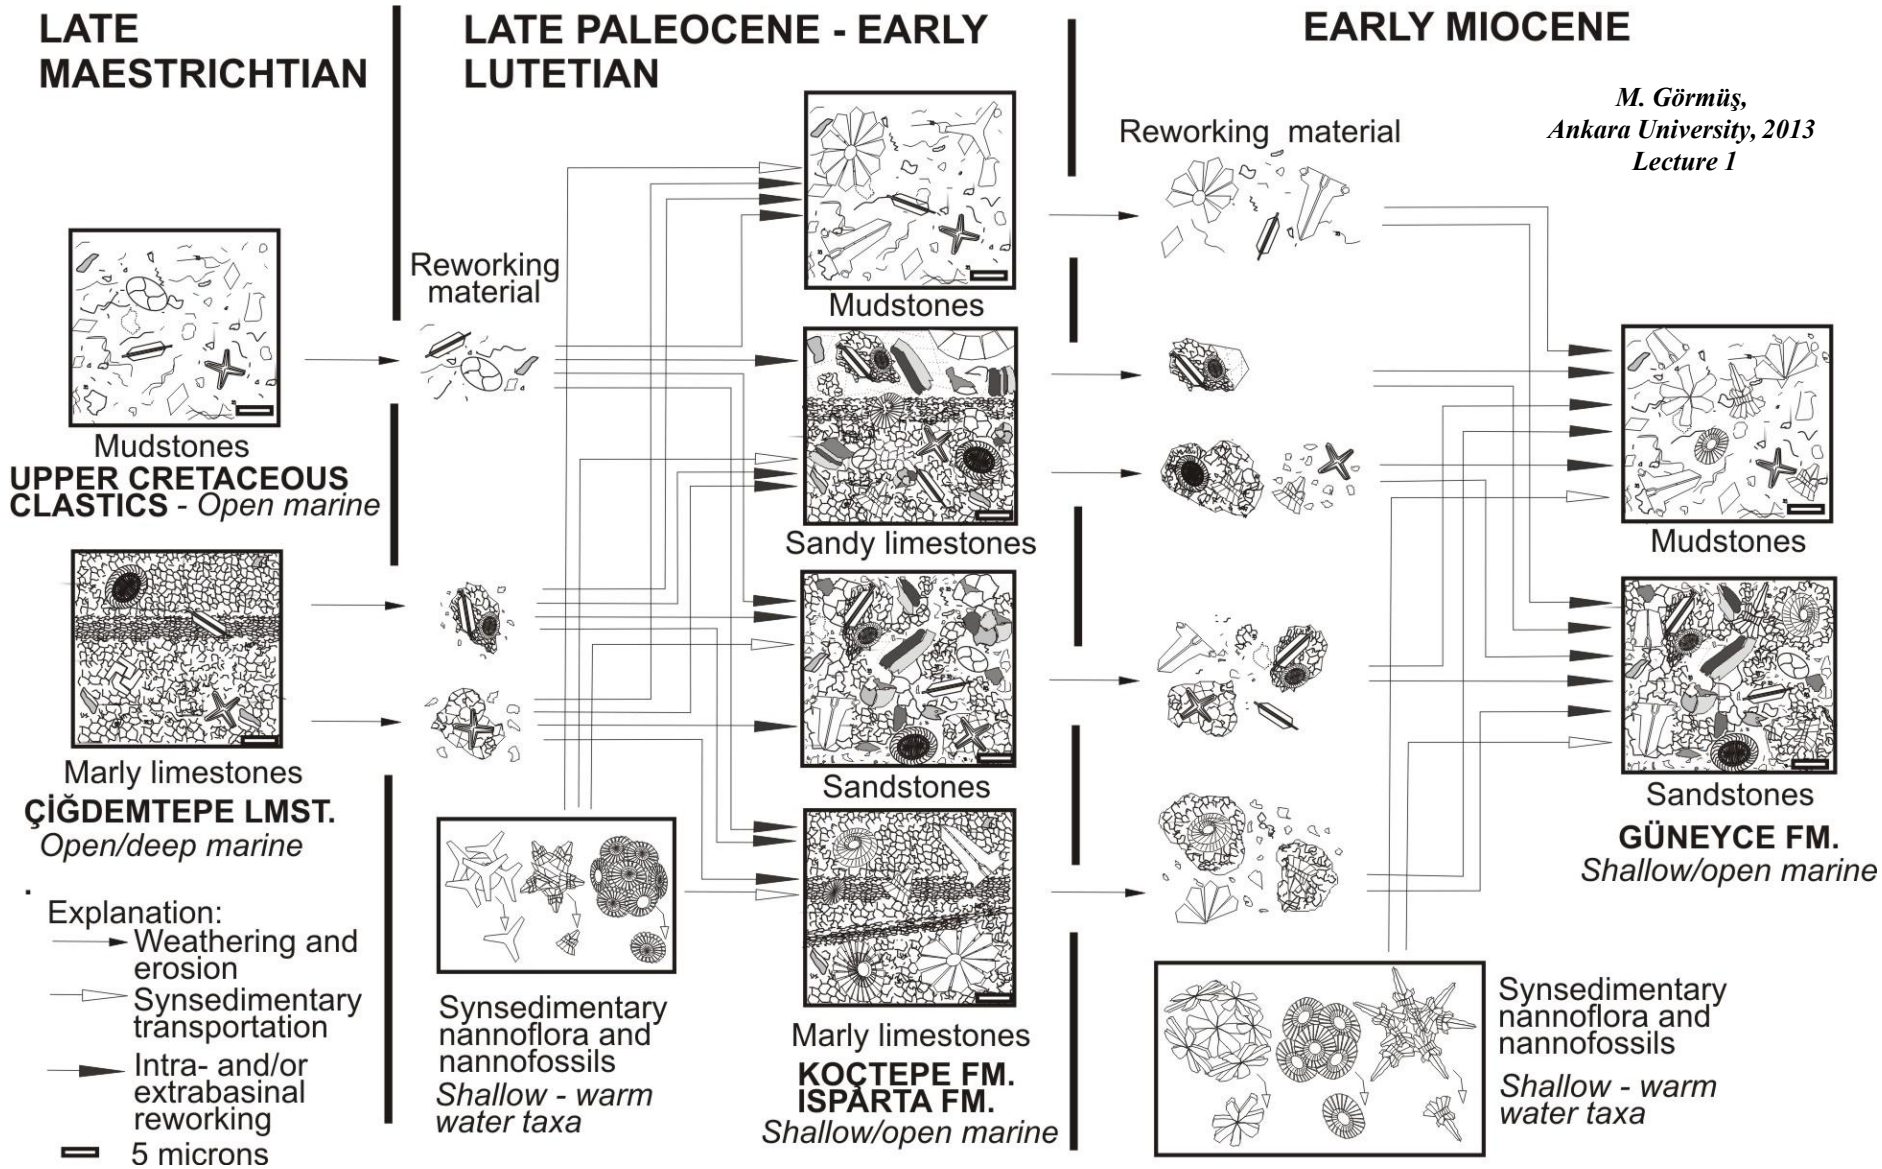 LATE
MAESTRICHTIAN
LATE PALEOCENE - EARLY
LUTETIAN
EARLY MIOCENE
M. Görmüş,
Ankara University, 2013
Lecture 1
Reworking material
Reworking
material
Mudstones
Mudstones
UPPER CRETACEOUS
CLASTICS - Open marine
Sandy limestones
Mudstones
Marly limestones
ÇİĞDEMTEPE LMST.
Open/deep marine
.
Sandstones
Sandstones
GÜNEYCE FM.
Shallow/open marine
Explanation:
Weathering and
erosion
Synsedimentary
transportation
Intra- and/or
extrabasinal
reworking
5 microns
Synsedimentary
nannoflora and
nannofossils
Shallow - warm
water taxa
Marly limestones
KOÇTEPE FM.
ISPARTA FM.
Shallow/open marine
Synsedimentary
nannoflora and
nannofossils
Shallow - warm
water taxa